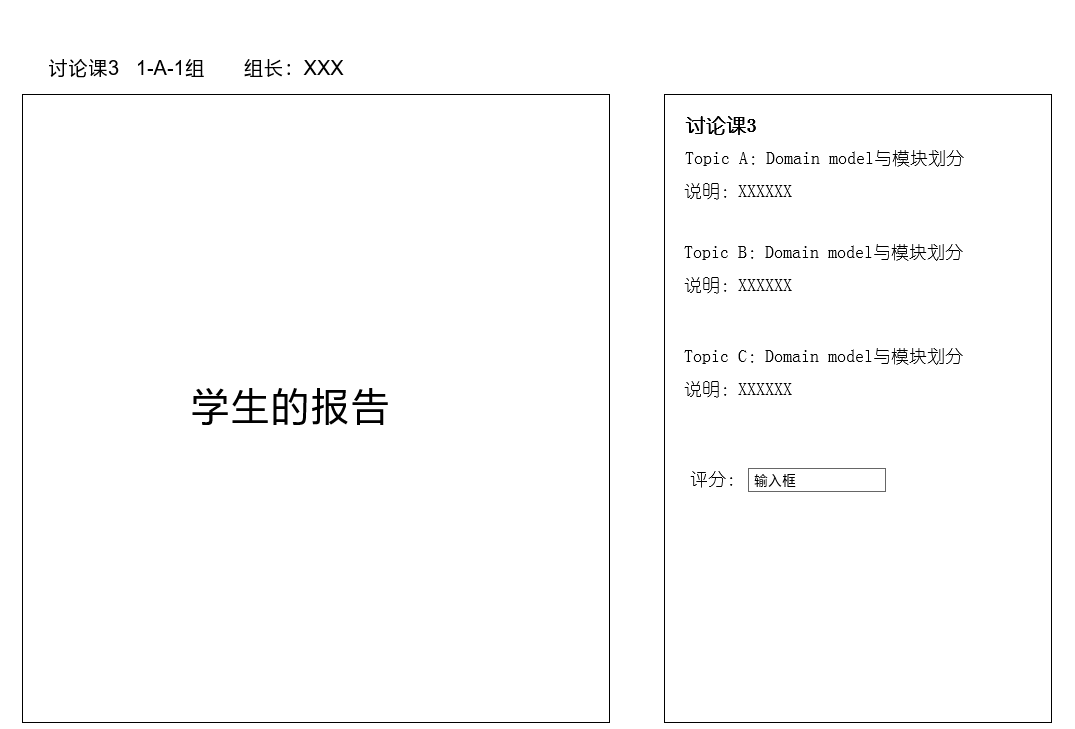 讨论课3 1-A-1组 组长：XXX
学生的报告
讨论课3
Topic A：Domain model与模块划分
说明：XXXXXX
Topic B：Domain model与模块划分
说明：XXXXXX
Topic C：Domain model与模块划分
说明：XXXXXX
评分： 输入框